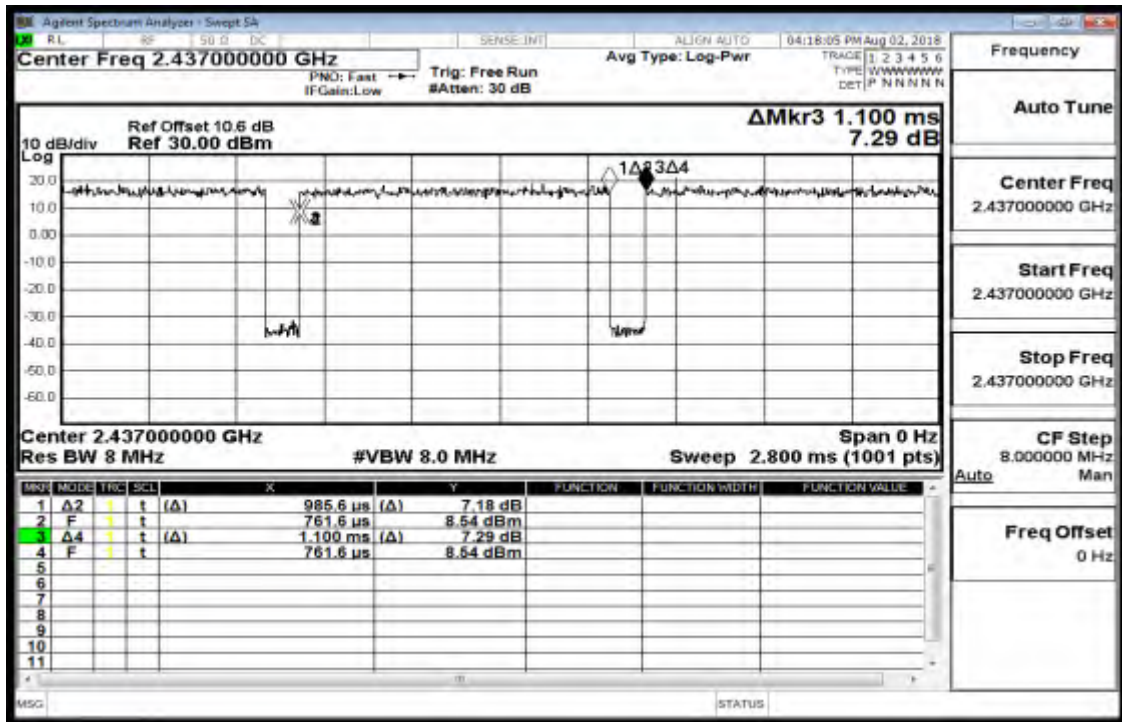 Agilent Spectrum Analyzer - Swept SA
RL RF 50 Ω DC SENSE:INT ALIGN AUTO 04:18:05 PM Aug 02, 2018
Center Freq 2.437000000 GHz
Avg Type: Log-Pwr
TRACE 1 2 3 4 5 6
PNO: Fast
Trig: Free Run
TYPE
IFGain:Low
#Atten: 30 dB
DET P N N N N N
ΔMkr3 1.100 ms
7.29 dB
Ref Offset 10.6 dB
10 dB/div Ref 30.00 dBm
Log
20.0
10.0
0.00
-10.0
-20.0
-30.0
-40.0
-50.0
-60.0
3Δ4
Center 2.437000000 GHz Span 0 Hz
Res BW 8 MHz #VBW 8.0 MHz Sweep 2.800 ms (1001 pts)
MKR MODE TRC SCL X Y FUNCTION FUNCTION WIDTH FUNCTION VALUE
1 Δ2 1 t (Δ) 985.6 µs (Δ) 7.18 dB
2 F 1 t 761.6 µs 8.54 dBm
3 Δ4 1 t (Δ) 1.100 ms (Δ) 7.29 dB
4 F 1 t 761.6 µs 8.54 dBm
5
6
7
8
9
10
11
MSG STATUS
Frequency
Auto Tune
Center Freq
2.437000000 GHz
Start Freq
2.437000000 GHz
Stop Freq
2.437000000 GHz
CF Step
8.000000 MHz
Auto Man
Freq Offset
0 Hz